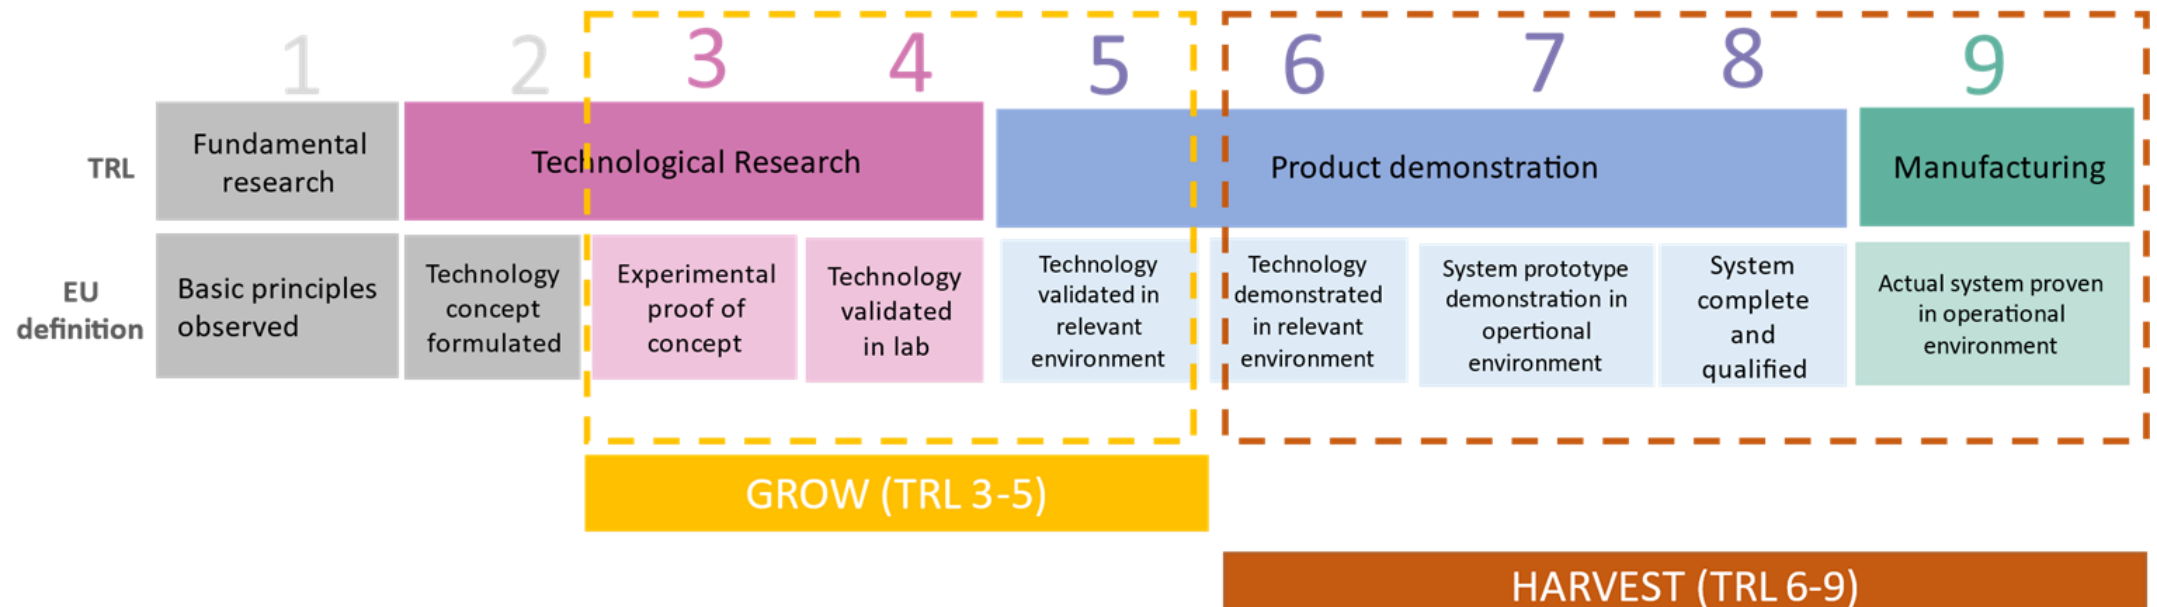 1 2 3 4 5 6 7 8 9
TRL
Fundamental
research
Technological Research
Product demonstration
Manufacturing
EU
definition
Basic principles
observed
Technology
concept
formulated
Experimental
proof of
concept
Technology
validated
in lab
Technology
validated in
relevant
environment
Technology
demonstrated
in relevant
environment
System prototype
demonstration in
opertional
environment
System
complete
and
qualified
Actual system proven
in operational
environment
GROW (TRL 3-5)
HARVEST (TRL 6-9)